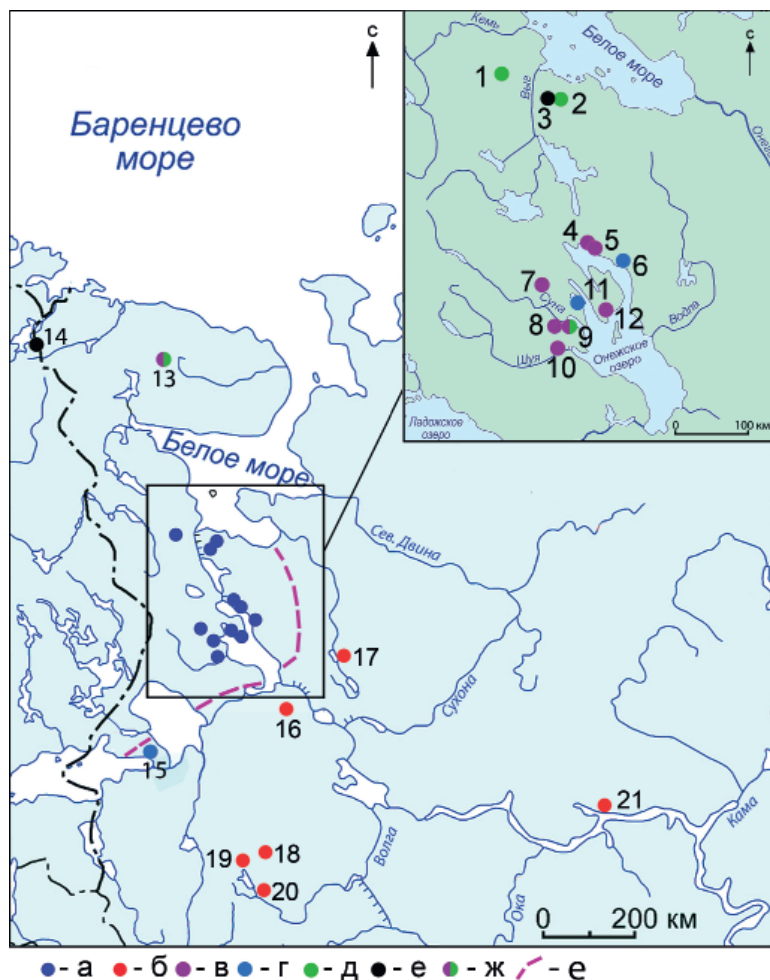 с
Баренцево
море
14
13
Белое море
Сев. Двина
17
Сухона
16
15
21
Кама
19
18
20
Волга
Ока
0 200 км
с
Кемь
Белое
море
1
Выг
3
2
Онега
4
5
6
7
11
Суна
12
Водла
8
9
Шуя
10
Онежское
озеро
Ладожское
озеро
0 100 км
- а - б - в - г - д - е - ж - е